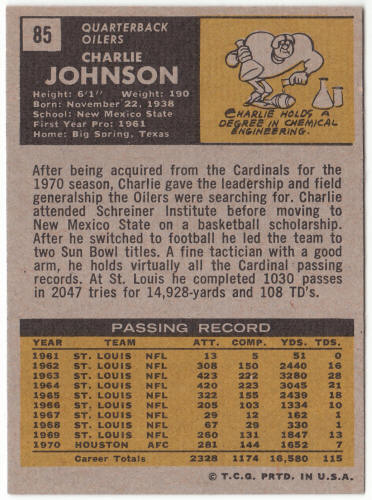 85
QUARTERBACK
OILERS
CHARLIE
JOHNSON
Height: 6'1" Weight: 190
Born: November 22, 1938
School: New Mexico State
First Year Pro: 1961
Home: Big Spring, Texas
CHARLIE HOLDS A
DEGREE IN CHEMICAL
ENGINEERING.
After being acquired from the Cardinals for the
1970 season, Charlie gave the leadership and field
generalship the Oilers were searching for. Charlie
attended Schreiner Institute before moving to
New Mexico State on a basketball scholarship.
After he switched to football he led the team to
two Sun Bowl titles. A fine tactician with a good
arm, he holds virtually all the Cardinal passing
records. At St. Louis he completed 1030 passes
in 2047 tries for 14,928-yards and 108 TD's.
PASSING RECORD
YEAR TEAM ATT. COMP. YDS. TDS.
1961 ST. LOUIS NFL 13 5 51 0
1962 ST. LOUIS NFL 308 150 2440 16
1963 ST. LOUIS NFL 423 222 3280 28
1964 ST. LOUIS NFL 420 223 3045 21
1965 ST. LOUIS NFL 322 155 2439 18
1966 ST. LOUIS NFL 205 103 1334 10
1967 ST. LOUIS NFL 29 12 162 1
1968 ST. LOUIS NFL 67 29 330 1
1969 ST. LOUIS NFL 260 131 1847 13
1970 HOUSTON AFC 281 144 1652 7
Career Totals 2328 1174 16,580 115
© T.C.G. PRTD. IN U.S.A.